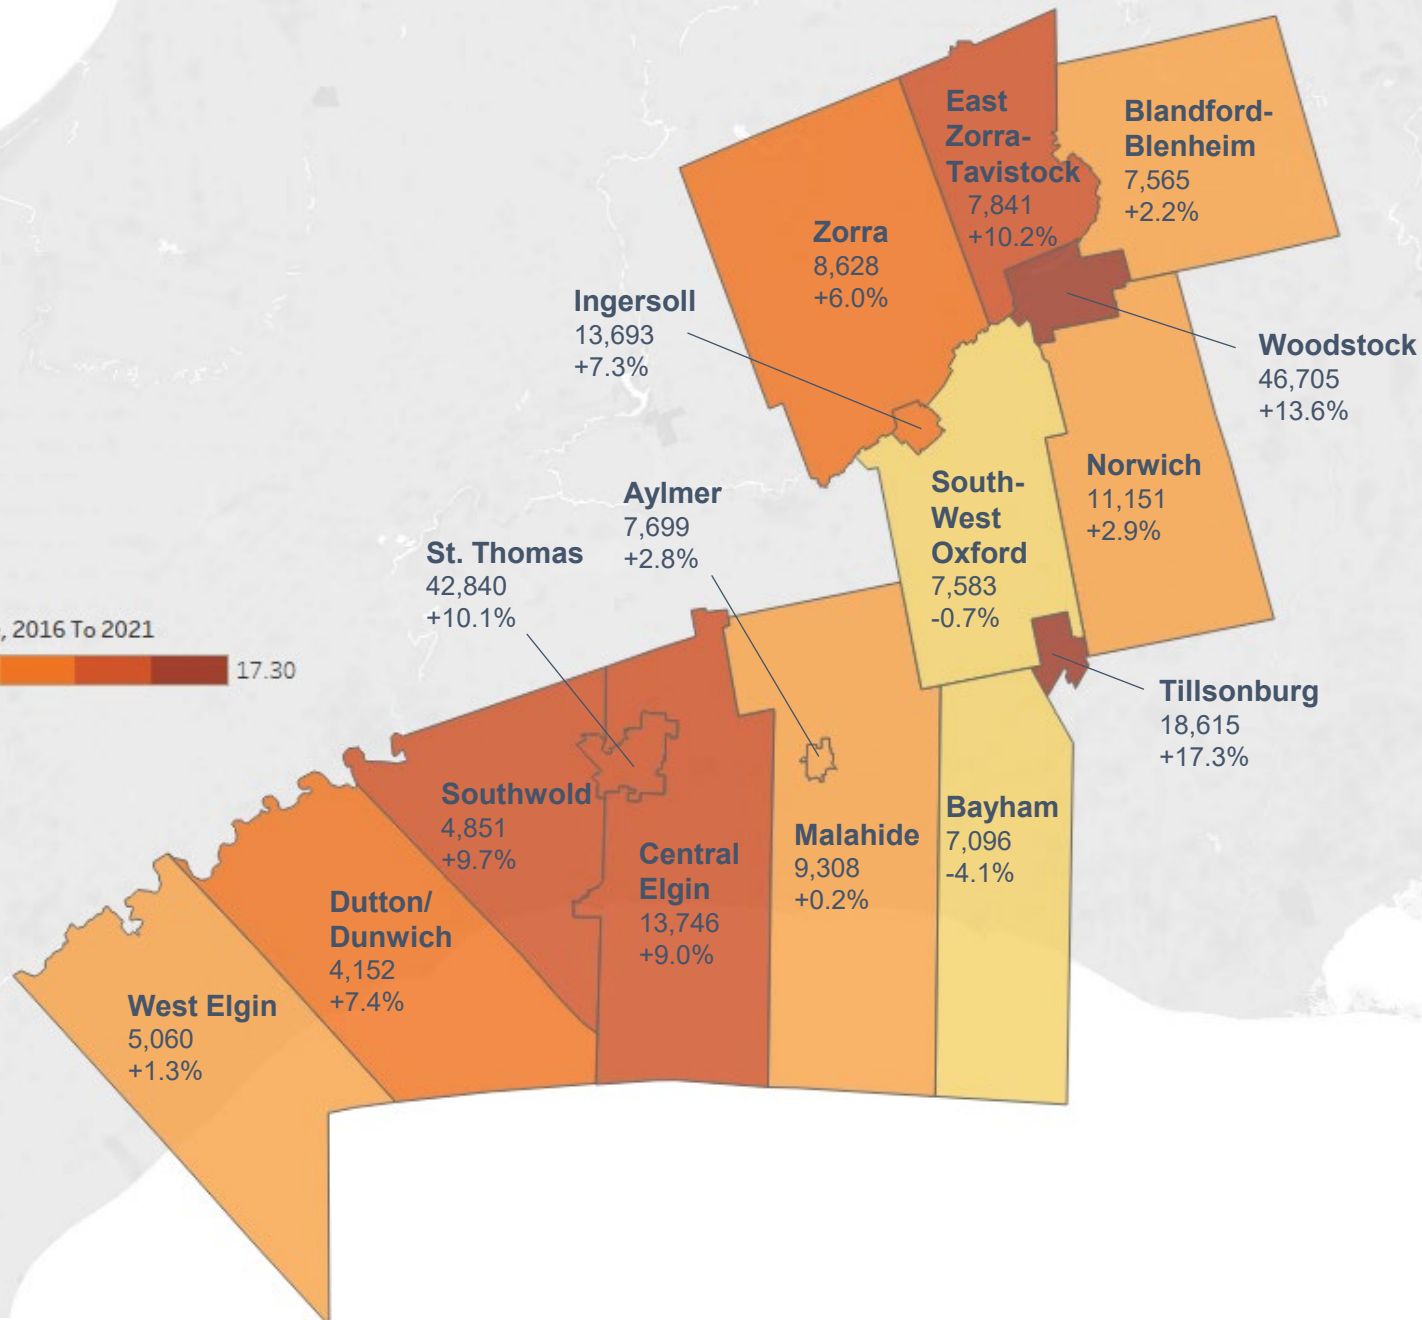 East
Zorra-
Tavistock
7,841
+10.2%
Blandford-
Blenheim
7,565
+2.2%
Zorra
8,628
+6.0%
Ingersoll
13,693
+7.3%
Woodstock
46,705
+13.6%
Norwich
11,151
+2.9%
South-
West
Oxford
7,583
-0.7%
Aylmer
7,699
+2.8%
St. Thomas
42,840
+10.1%
, 2016 To 2021
17.30
Tillsonburg
18,615
+17.3%
Southwold
4,851
+9.7%
Central
Elgin
13,746
+9.0%
Malahide
9,308
+0.2%
Bayham
7,096
-4.1%
Dutton/
Dunwich
4,152
+7.4%
West Elgin
5,060
+1.3%